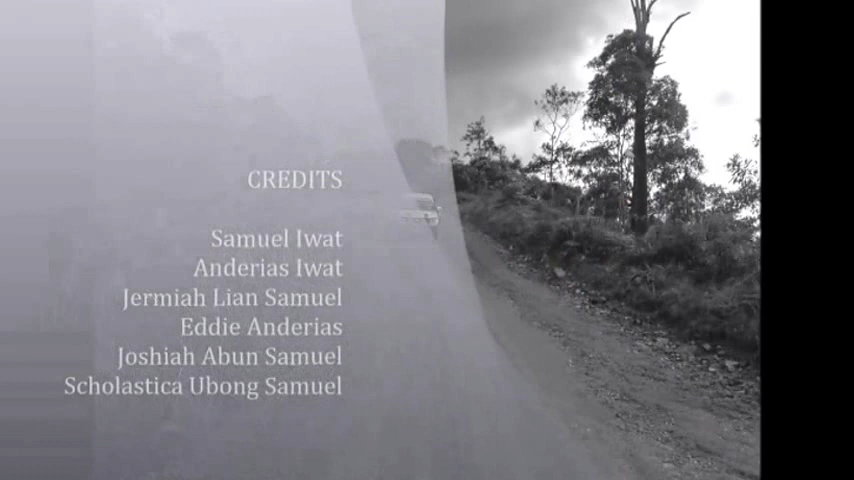 CREDITS
Samuel Iwat
Anderias Iwat
Jermiah Lian Samuel
Eddie Anderias
Joshiah Abun Samuel
Scholastica Ubong Samuel